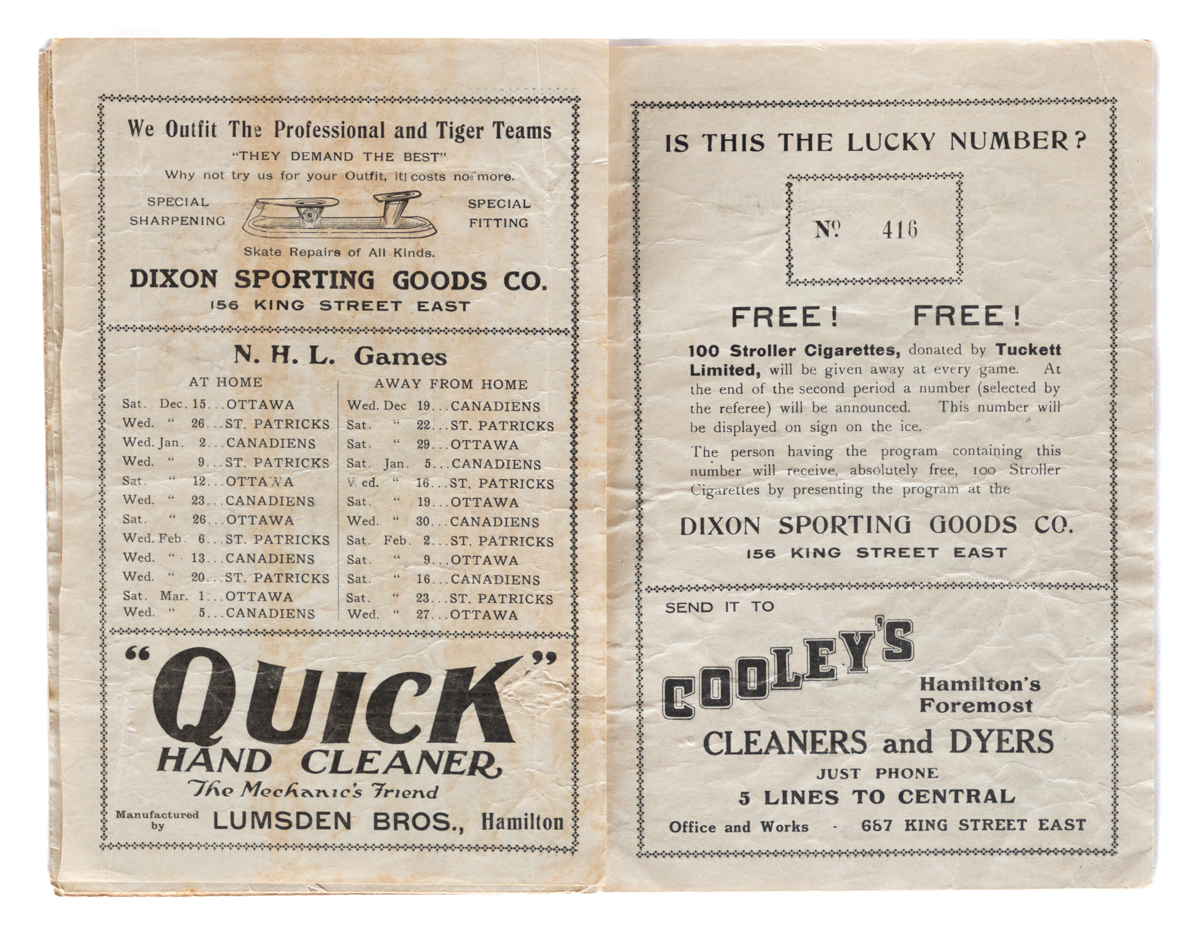 We Outfit The Professional and Tiger Teams
"THEY DEMAND THE BEST"
Why not try us for your Outfit, it costs no more.
SPECIAL SHARPENING
SPECIAL FITTING
Skate Repairs of All Kinds.
DIXON SPORTING GOODS CO.
156 KING STREET EAST
N. H. L. Games
AT HOME
Sat. Dec. 15...OTTAWA
Wed. " 26...ST. PATRICKS
Wed. Jan. 2...CANADIENS
Wed. " 9...ST. PATRICKS
Sat. " 12...OTTAWA
Wed. " 23...CANADIENS
Sat. " 26...OTTAWA
Wed. Feb. 6...ST. PATRICKS
Wed. " 13...CANADIENS
Wed. " 20...ST. PATRICKS
Sat. Mar. 1...OTTAWA
Wed. " 5...CANADIENS
AWAY FROM HOME
Wed. Dec 19...CANADIENS
Sat. " 22...ST. PATRICKS
Sat. " 29...OTTAWA
Sat. Jan. 5...CANADIENS
Wed. " 16...ST. PATRICKS
Sat. " 19...OTTAWA
Wed. " 30...CANADIENS
Sat. Feb. 2...ST. PATRICKS
Sat. " 9...OTTAWA
Sat. " 16...CANADIENS
Sat. " 23...ST. PATRICKS
Wed. " 27...OTTAWA
"QUICK"
HAND CLEANER
The Mechanic's Friend
Manufactured by LUMSDEN BROS., Hamilton
IS THIS THE LUCKY NUMBER?
Nº 416
FREE! FREE!
100 Stroller Cigarettes, donated by Tuckett
Limited, will be given away at every game. At
the end of the second period a number (selected by
the referee) will be announced. This number will
be displayed on sign on the ice.
The person having the program containing this
number will receive, absolutely free, 100 Stroller
Cigarettes by presenting the program at the
DIXON SPORTING GOODS CO.
156 KING STREET EAST
SEND IT TO
COOLEY'S
Hamilton's
Foremost
CLEANERS and DYERS
JUST PHONE
5 LINES TO CENTRAL
Office and Works - 687 KING STREET EAST